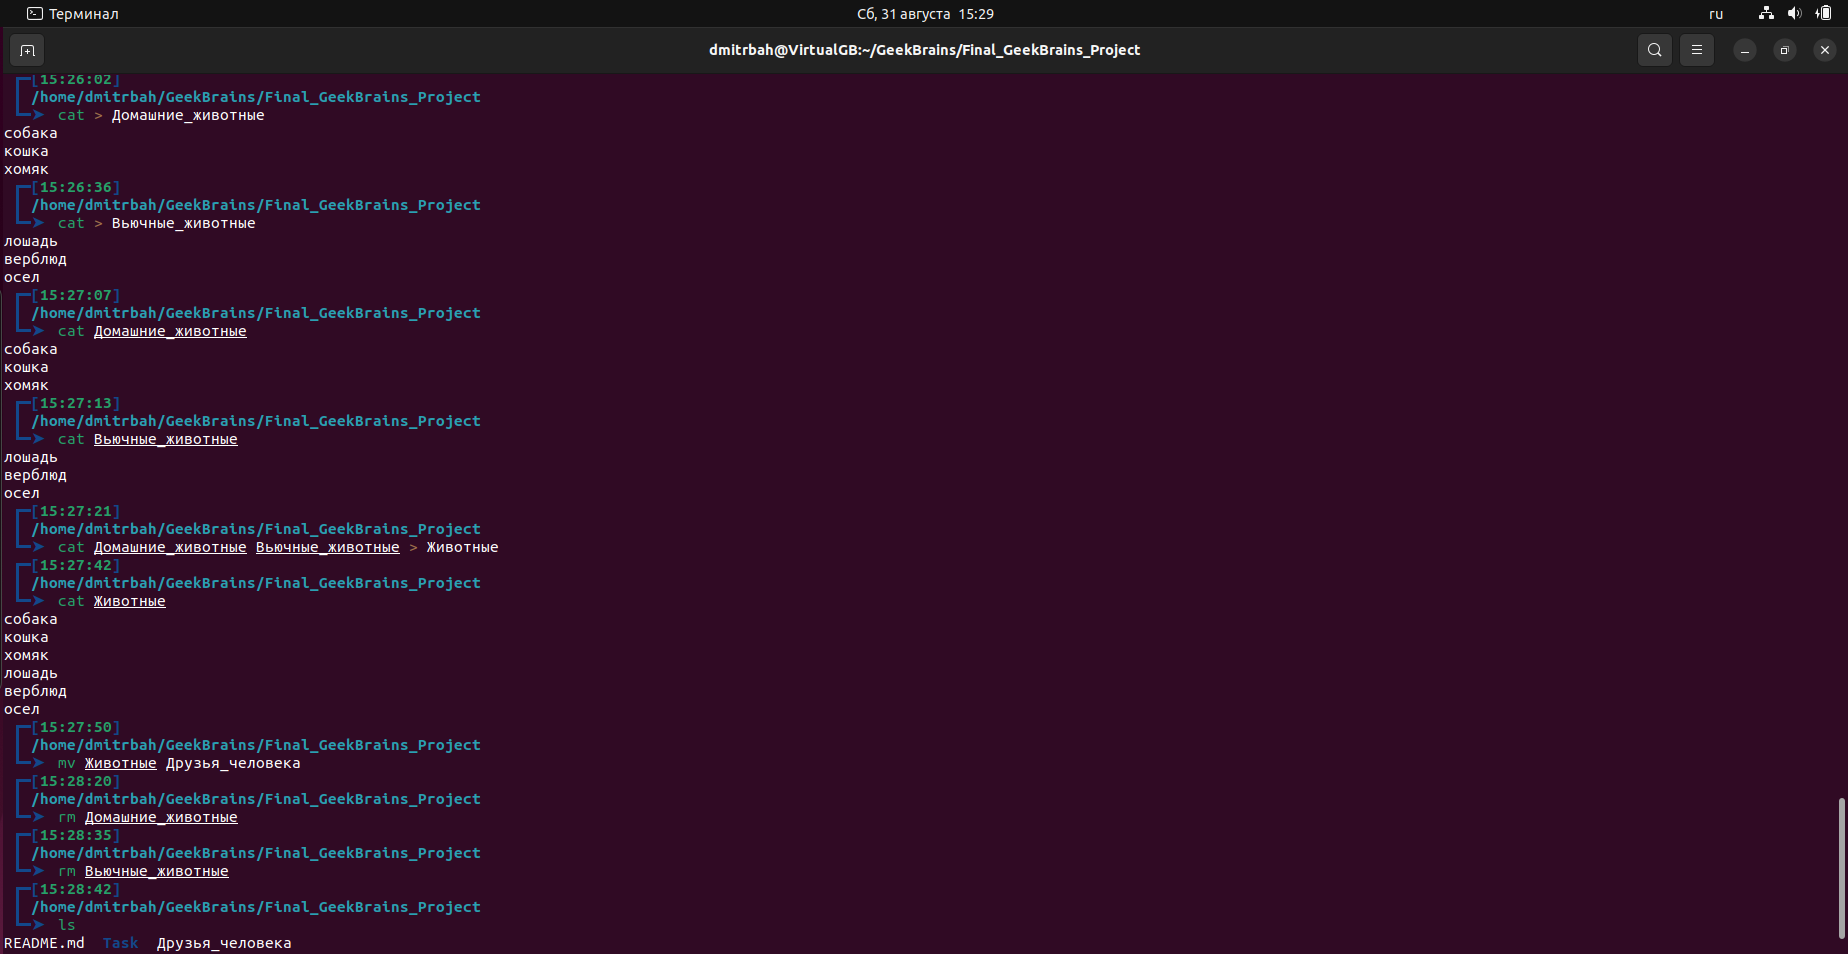 Терминал
Сб, 31 августа 15:29
ru
dmitrbah@VirtualGB:~/GeekBrains/Final_GeekBrains_Project
[15:26:02]
/home/dmitrbah/GeekBrains/Final_GeekBrains_Project
cat > Домашние_животные
собака
кошка
хомяк
[15:26:36]
/home/dmitrbah/GeekBrains/Final_GeekBrains_Project
cat > Вьючные_животные
лошадь
верблюд
осел
[15:27:07]
/home/dmitrbah/GeekBrains/Final_GeekBrains_Project
cat Домашние_животные
собака
кошка
хомяк
[15:27:13]
/home/dmitrbah/GeekBrains/Final_GeekBrains_Project
cat Вьючные_животные
лошадь
верблюд
осел
[15:27:21]
/home/dmitrbah/GeekBrains/Final_GeekBrains_Project
cat Домашние_животные Вьючные_животные > Животные
[15:27:42]
/home/dmitrbah/GeekBrains/Final_GeekBrains_Project
cat Животные
собака
кошка
хомяк
лошадь
верблюд
осел
[15:27:50]
/home/dmitrbah/GeekBrains/Final_GeekBrains_Project
mv Животные Друзья_человека
[15:28:20]
/home/dmitrbah/GeekBrains/Final_GeekBrains_Project
rm Домашние_животные
[15:28:35]
/home/dmitrbah/GeekBrains/Final_GeekBrains_Project
rm Вьючные_животные
[15:28:42]
/home/dmitrbah/GeekBrains/Final_GeekBrains_Project
ls
README.md Task Друзья_человека